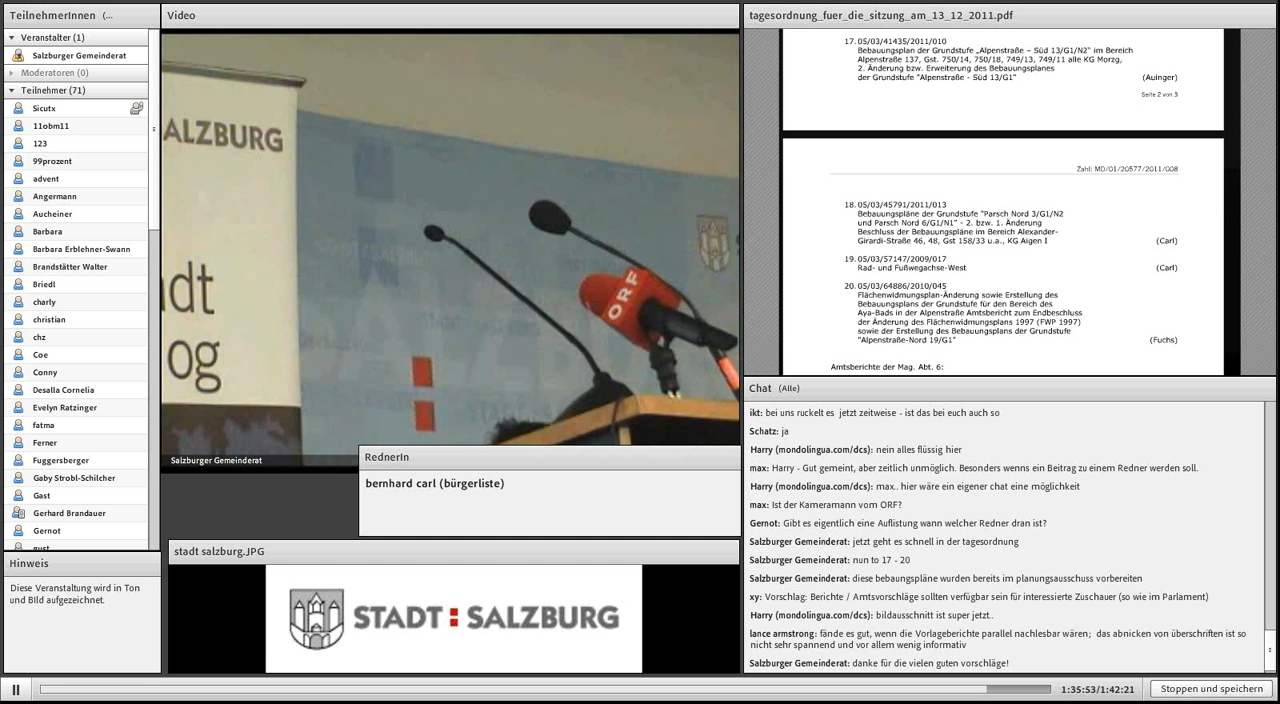 TeilnehmerInnen (...
Veranstalter (1)
Salzburger Gemeinderat
Moderatoren (0)
Teilnehmer (71)
Sicutx
11obm11
123
99prozent
advent
Angermann
Aucheiner
Barbara
Barbara Erblehner-Swann
Brandstätter Walter
Briedl
charly
christian
chz
Coe
Conny
Desalla Cornelia
Evelyn Ratzinger
fatma
Ferner
Fuggersberger
Gaby Strobl-Schilcher
Gast
Gerhard Brandauer
Gernot
Hinweis
Diese Veranstaltung wird in Ton
und BIld aufgezeichnet.
Video
ALZBURG
dt
og
ORF
Salzburger Gemeinderat
RednerIn
bernhard carl (bürgerliste)
stadt salzburg.JPG
STADT : SALZBURG
tagesordnung_fuer_die_sitzung_am_13_12_2011.pdf
17. 05/03/41435/2011/010
Bebauungsplan der Grundstufe „Alpenstraße – Süd 13/G1/N2" im Bereich
Alpenstraße 137, Gst. 750/14, 750/18, 749/13, 749/11 alle KG Morzg,
2. Änderung bzw. Erweiterung des Bebauungsplanes
der Grundstufe "Alpenstraße - Süd 13/G1" (Auinger)
Seite 2 von 3
Zahl: MD/01/20577/2011/008
18. 05/03/45791/2011/013
Bebauungspläne der Grundstufe "Parsch Nord 3/G1/N2
und Parsch Nord 6/G1/N1" - 2. bzw. 1. Änderung
Beschluss der Bebauungspläne im Bereich Alexander-
Girardi-Straße 46, 48, Gst 158/33 u.a., KG Aigen I (Carl)
19. 05/03/57147/2009/017
Rad- und Fußwegachse-West (Carl)
20. 05/03/64886/2010/045
Flächenwidmungsplan-Änderung sowie Erstellung des
Bebauungsplans der Grundstufe für den Bereich des
Aya-Bads in der Alpenstraße Amtsbericht zum Endbeschluss
der Änderung des Flächenwidmungsplans 1997 (FWP 1997)
sowie der Erstellung des Bebauungsplans der Grundstufe
"Alpenstraße-Nord 19/G1" (Fuchs)
Amtsberichte der Mag. Abt. 6:
Chat (Alle)
ikt: bei uns ruckelt es jetzt zeitweise - ist das bei euch auch so
Schatz: ja
Harry (mondolingua.com/dcs): nein alles flüssig hier
max: Harry - Gut gemeint, aber zeitlich unmöglich. Besonders wenns ein Beitrag zu einem Redner werden soll.
Harry (mondolingua.com/dcs): max.. hier wäre ein eigener chat eine möglichkeit
max: Ist der Kameramann vom ORF?
Gernot: Gibt es eigentlich eine Auflistung wann welcher Redner dran ist?
Salzburger Gemeinderat: jetzt geht es schnell in der tagesordnung
Salzburger Gemeinderat: nun to 17 - 20
Salzburger Gemeinderat: diese bebaungspläne wurden bereits im planungsausschuss vorbereiten
xy: Vorschlag: Berichte / Amtsvorschläge sollten verfügbar sein für interessierte Zuschauer (so wie im Parlament)
Harry (mondolingua.com/dcs): bildausschnitt ist super jetzt..
lance armstrong: fände es gut, wenn die Vorlageberichte parallel nachlesbar wären; das abnicken von überschriften ist so
nicht sehr spannend und vor allem wenig informativ
Salzburger Gemeinderat: danke für die vielen guten vorschläge!
1:35:53/1:42:21
Stoppen und speichern